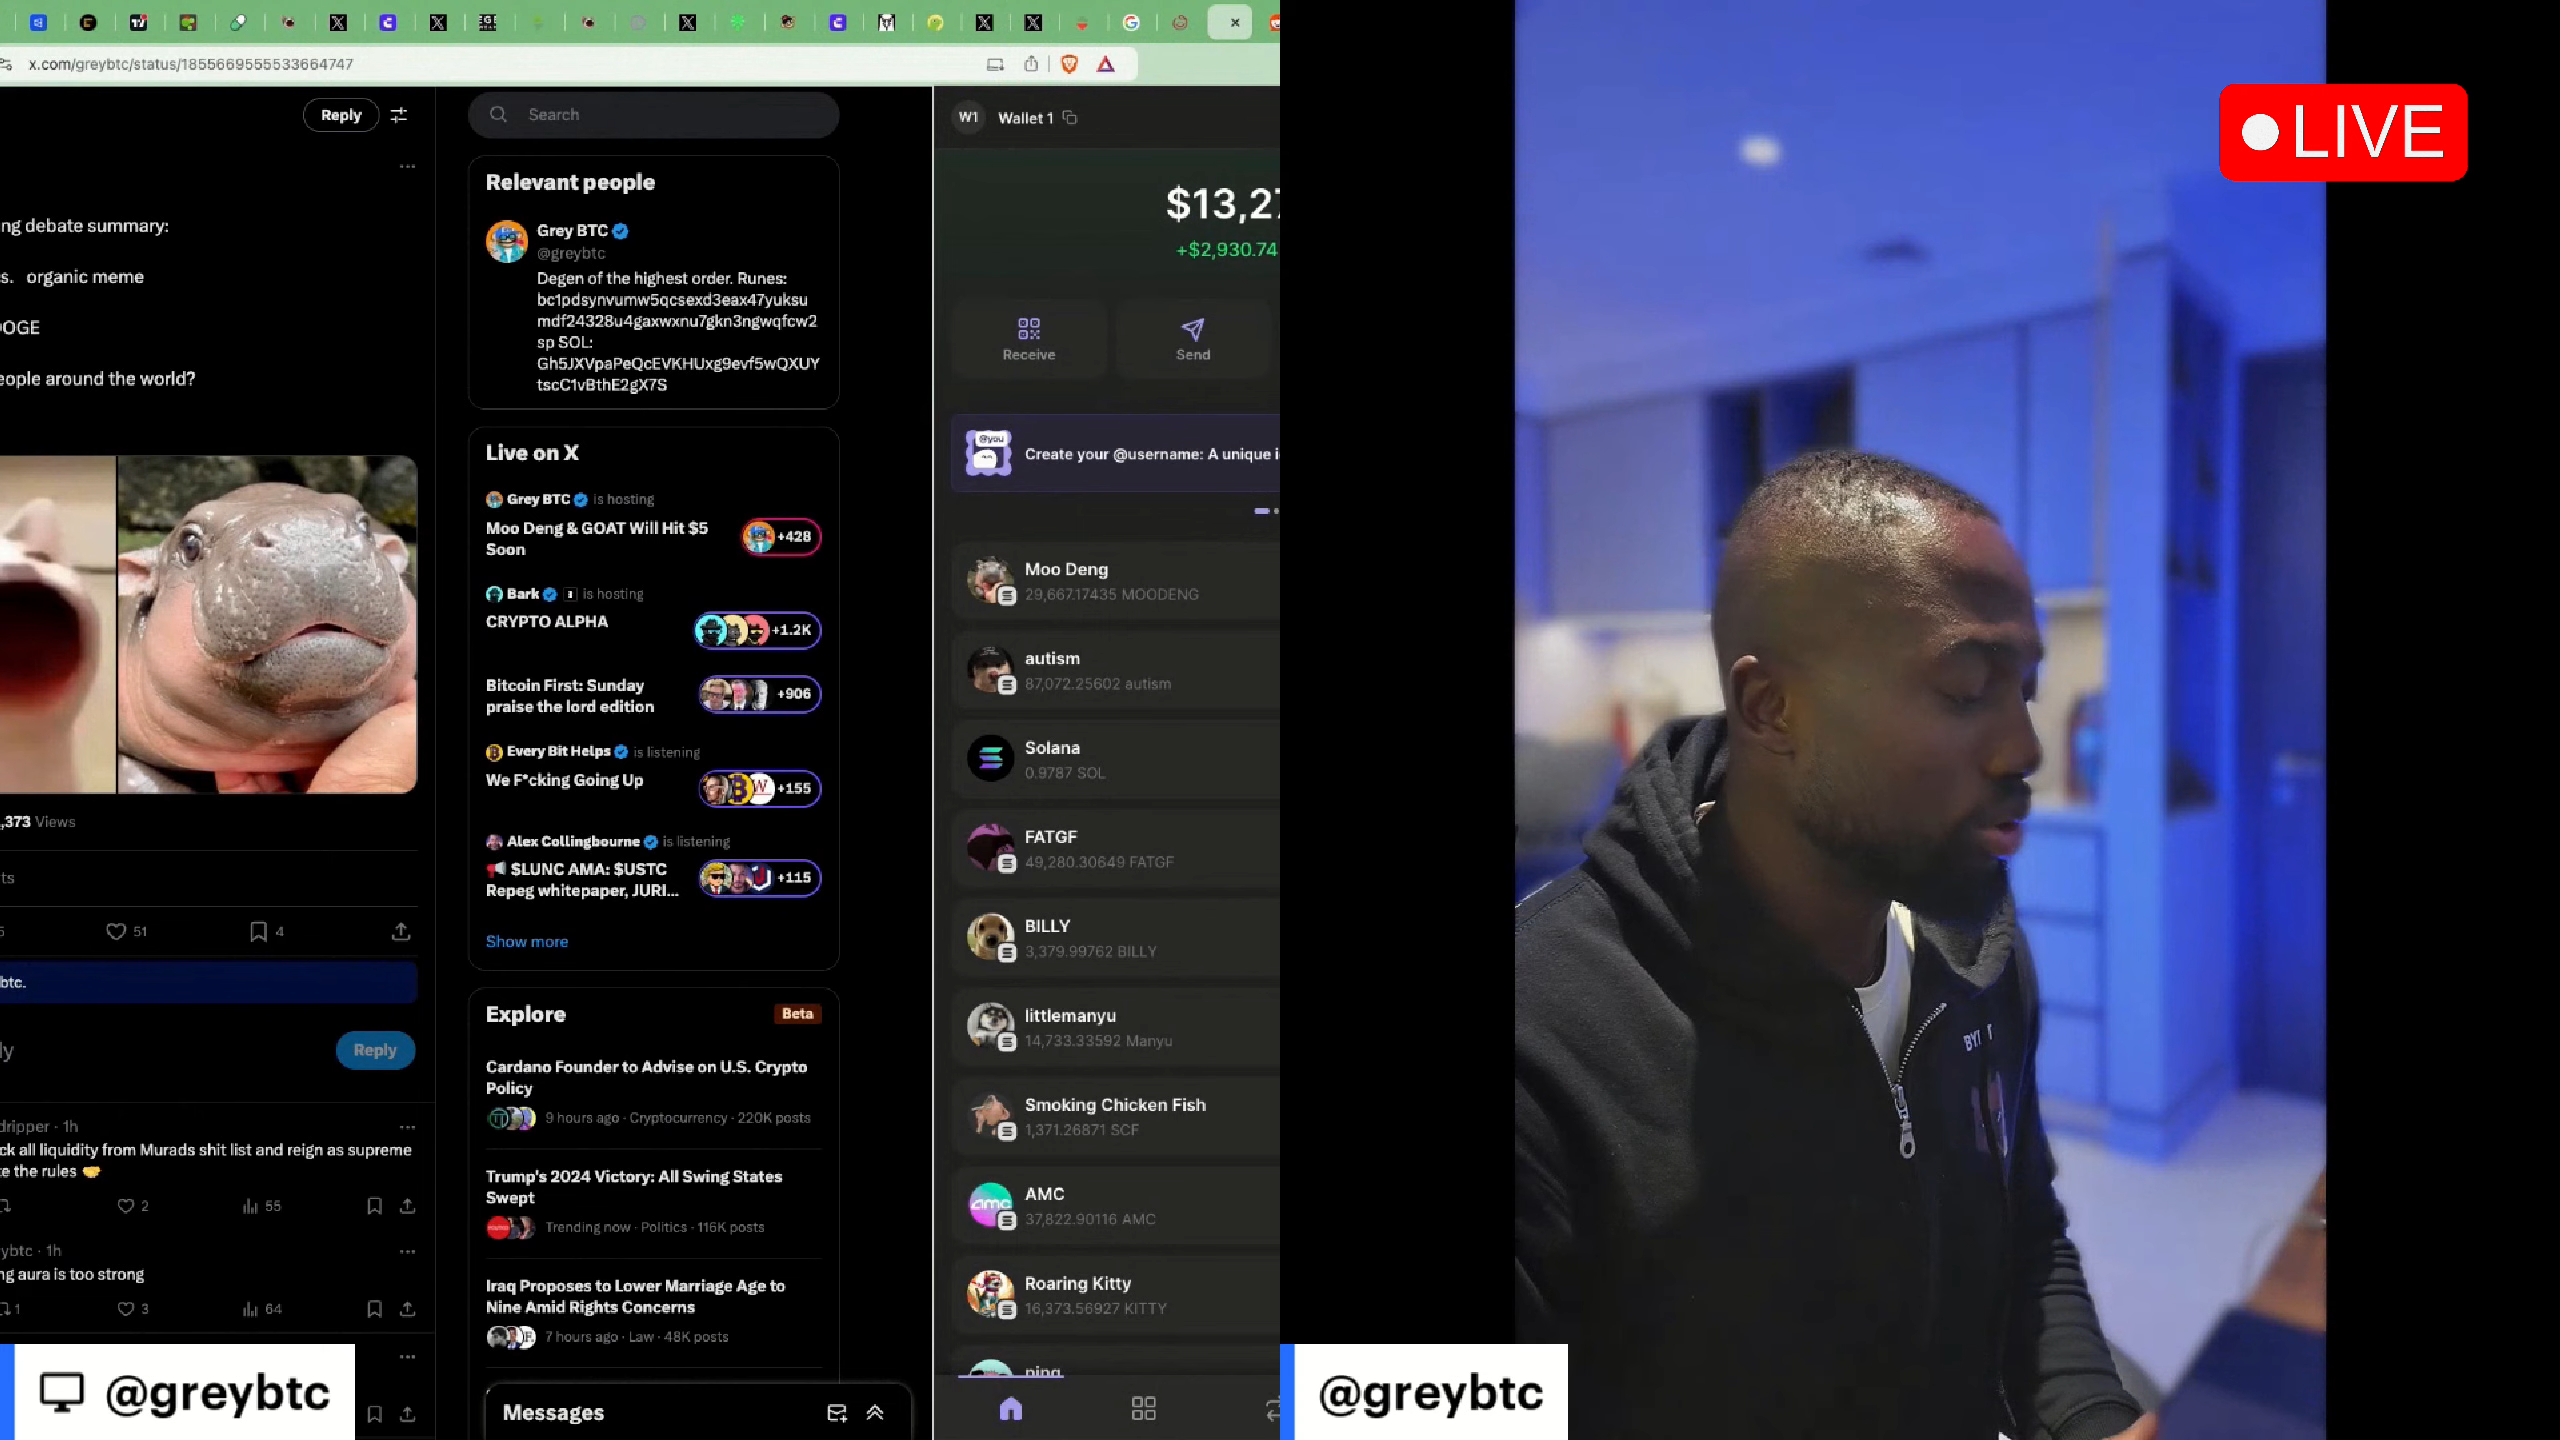 x.com/greybtc/status/1855669555533664747
Reply
ng debate summary:
s. organic meme
OGE
eople around the world?
,373 Views
ts
51
4
btc.
ly
Reply
dripper · 1h
ck all liquidity from Murads shit list and reign as supreme
te the rules
2
55
ybtc · 1h
ng aura is too strong
1
3
64
@greybtc
Search
Relevant people
Grey BTC
@greybtc
Degen of the highest order. Runes:
bc1pdsynvumw5qcsexd3eax47yuksu
mdf24328u4gaxwxnu7gkn3ngwqfcw2
sp SOL:
Gh5JXVpaPeQcEVKHUxg9evf5wQXUY
tscC1vBthE2gX7S
Live on X
Grey BTC is hosting
Moo Deng & GOAT Will Hit $5
Soon
+428
Bark is hosting
CRYPTO ALPHA
+1.2K
Bitcoin First: Sunday
praise the lord edition
+906
Every Bit Helps is listening
We F*cking Going Up
+155
Alex Collingbourne is listening
$LUNC AMA: $USTC
Repeg whitepaper, JURI...
+115
Show more
Explore
Beta
Cardano Founder to Advise on U.S. Crypto
Policy
9 hours ago · Cryptocurrency · 220K posts
Trump's 2024 Victory: All Swing States
Swept
Trending now · Politics · 116K posts
Iraq Proposes to Lower Marriage Age to
Nine Amid Rights Concerns
7 hours ago · Law · 48K posts
Messages
W1
Wallet 1
$13,27
+$2,930.74
Receive
Send
@you
Create your @username: A unique i
Moo Deng
29,667.17435 MOODENG
autism
87,072.25602 autism
Solana
0.9787 SOL
FATGF
49,280.30649 FATGF
BILLY
3,379.99762 BILLY
littlemanyu
14,733.33592 Manyu
Smoking Chicken Fish
1,371.26871 SCF
amc
AMC
37,822.90116 AMC
Roaring Kitty
16,373.56927 KITTY
LIVE
@greybtc